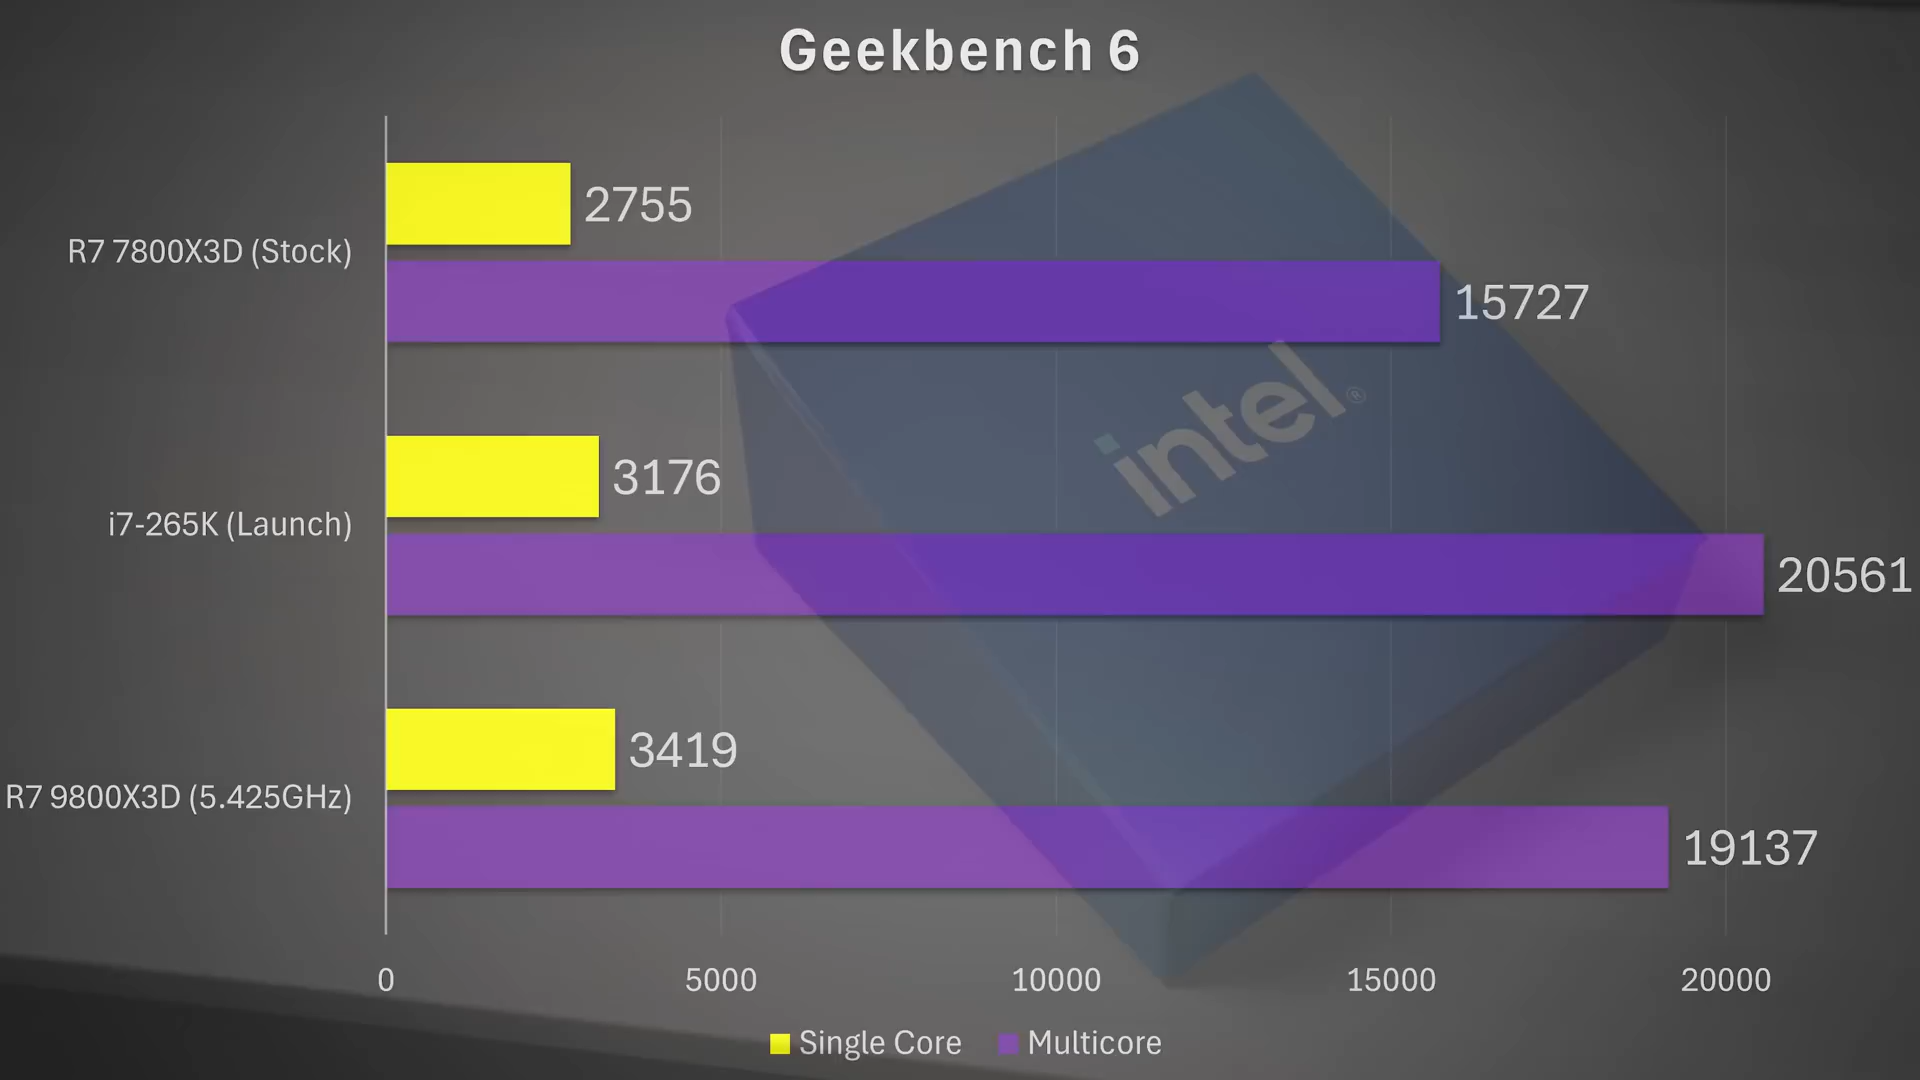 Geekbench 6
R7 7800X3D (Stock)
2755
15727
intel®
i7-265K (Launch)
3176
20561
R7 9800X3D (5.425GHz)
3419
19137
0 5000 10000 15000 20000
Single Core Multicore